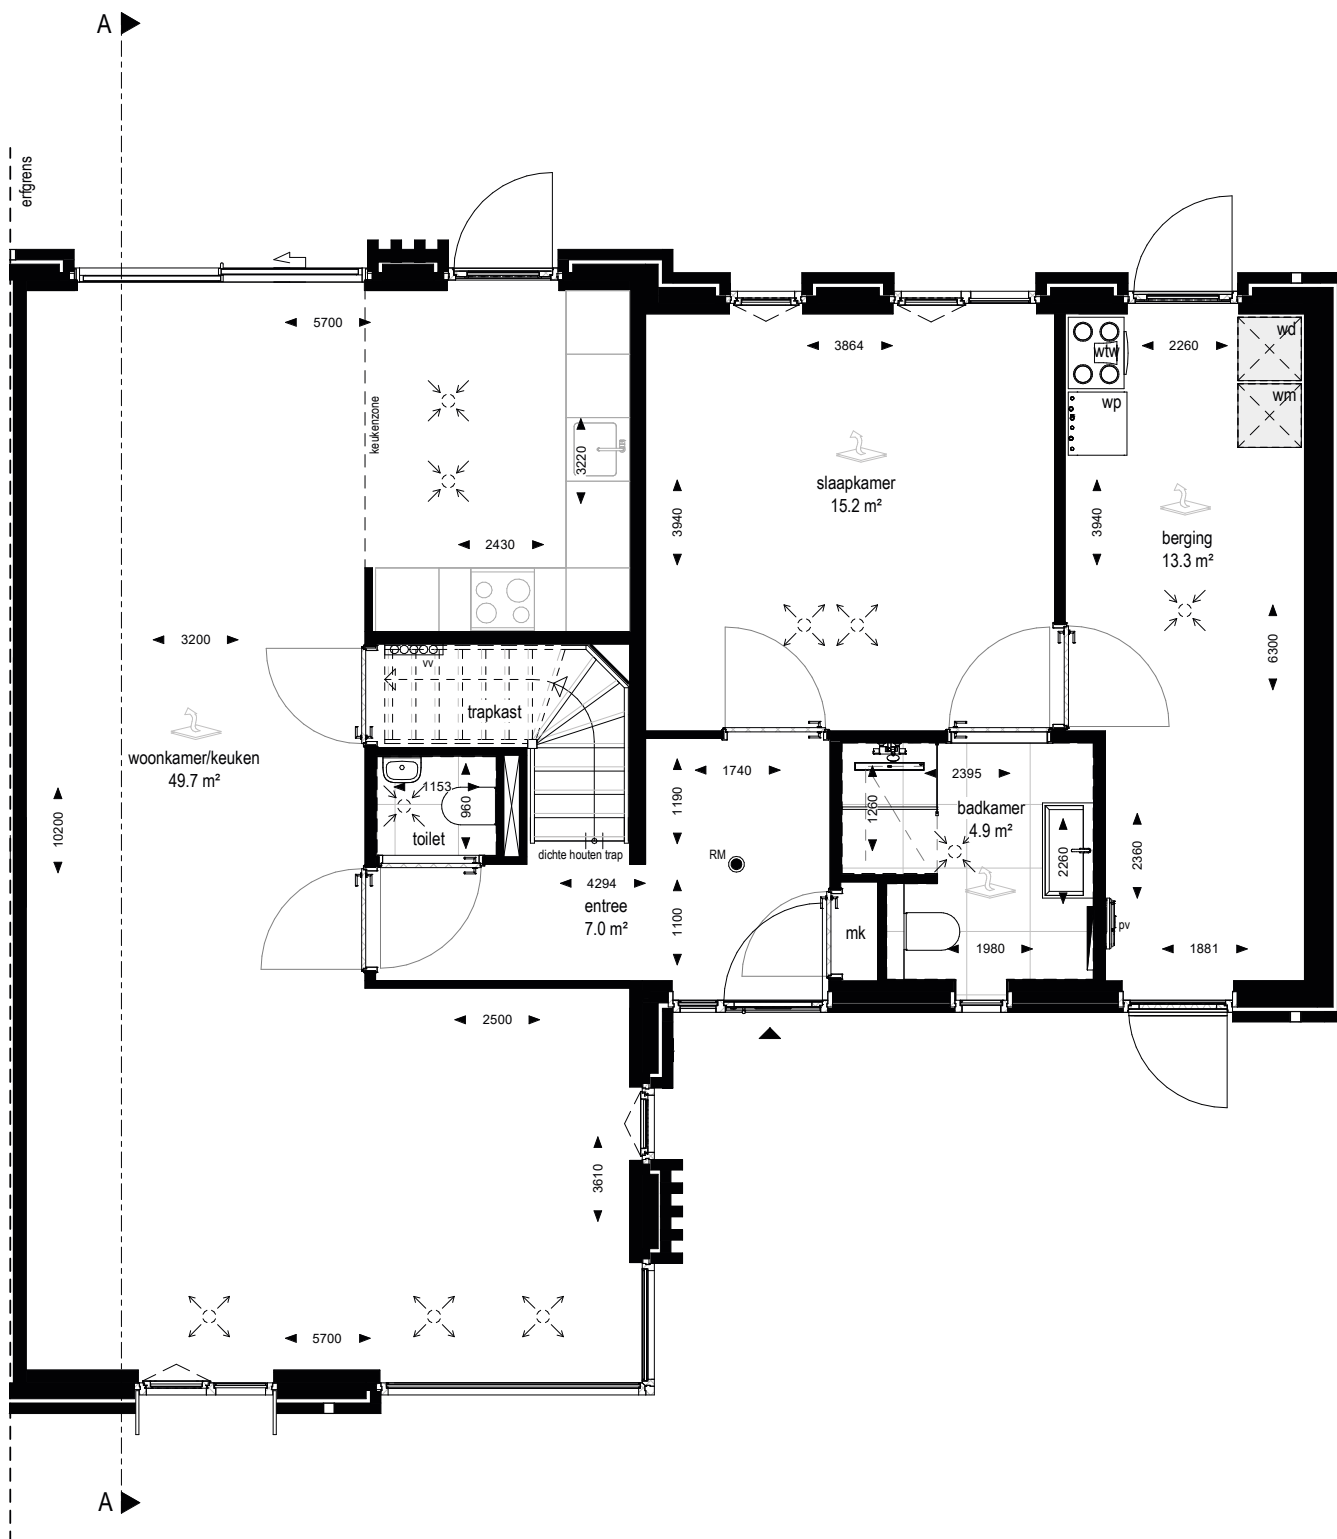 A
erfgrens
5700
3864
2260
wd
wtw
wm
wp
keukenzone
3220
2430
slaapkamer
15.2 m²
3940
3940
berging
13.3 m²
3200
6300
vv
trapkast
woonkamer/keuken
49.7 m²
1740
2395
1153
960
1190
1260
badkamer
4.9 m²
10200
toilet
dichte houten trap
RM
2260
2360
4294
entree
7.0 m²
1100
mk
pv
1980
1881
2500
3610
5700
A